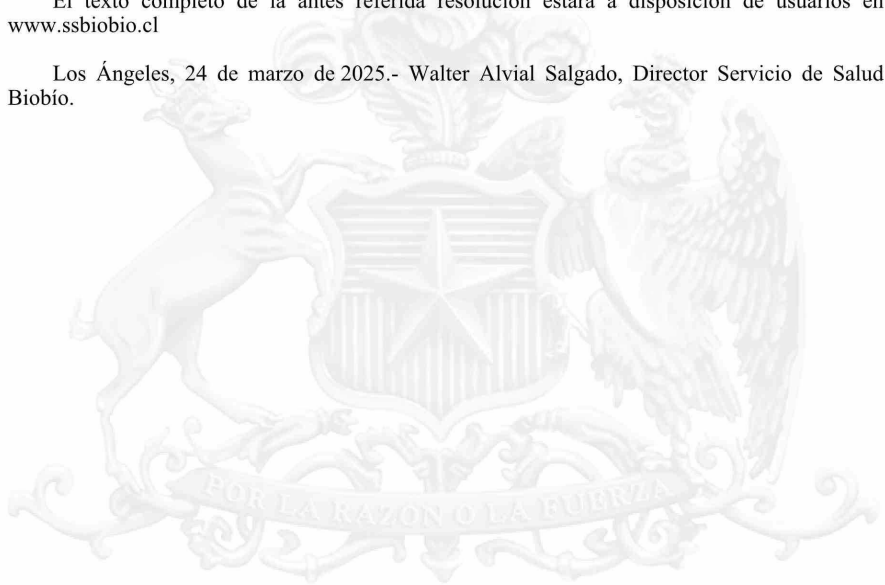 El texto completo de la antes referida resolución estará a disposición de usuarios en
www.ssbiobio.cl
Los Ángeles, 24 de marzo de 2025.- Walter Alvial Salgado, Director Servicio de Salud
Biobío.
POR LA RAZÓN O LA FUERZA